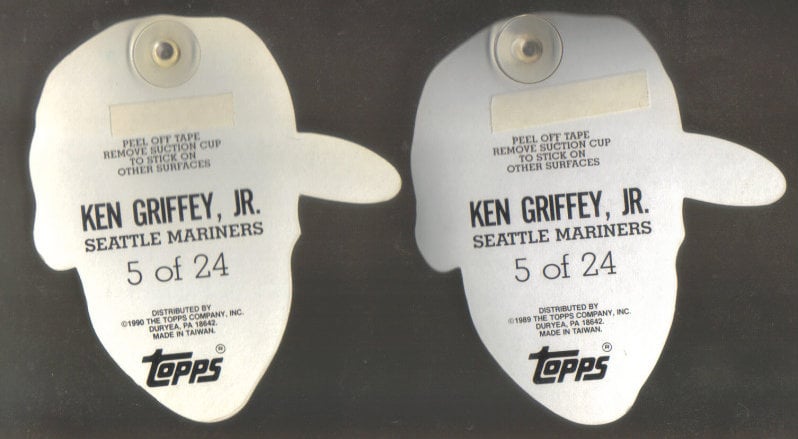 PEEL OFF TAPE
REMOVE SUCTION CUP
TO STICK ON
OTHER SURFACES
KEN GRIFFEY, JR.
SEATTLE MARINERS
5 of 24
DISTRIBUTED BY
©1990 THE TOPPS COMPANY, INC.
DURYEA, PA 18642.
MADE IN TAIWAN.
topps®
PEEL OFF TAPE
REMOVE SUCTION CUP
TO STICK ON
OTHER SURFACES
KEN GRIFFEY, JR.
SEATTLE MARINERS
5 of 24
DISTRIBUTED BY
©1989 THE TOPPS COMPANY, INC.
DURYEA, PA 18642.
MADE IN TAIWAN.
topps®